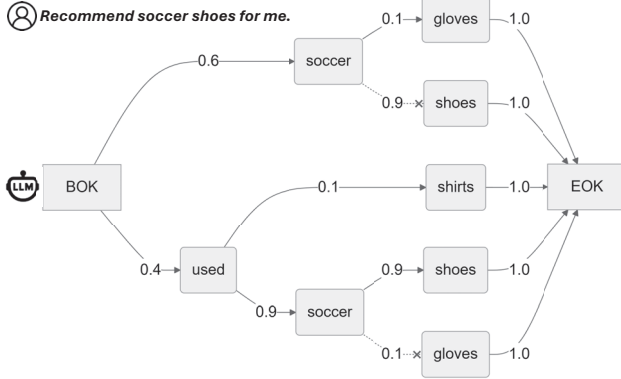 Recommend soccer shoes for me.
0.1
gloves
1.0
0.6
soccer
0.9
shoes
1.0
LLM
BOK
0.1
shirts
1.0
EOK
0.4
used
0.9
soccer
0.9
shoes
1.0
0.1
gloves
1.0